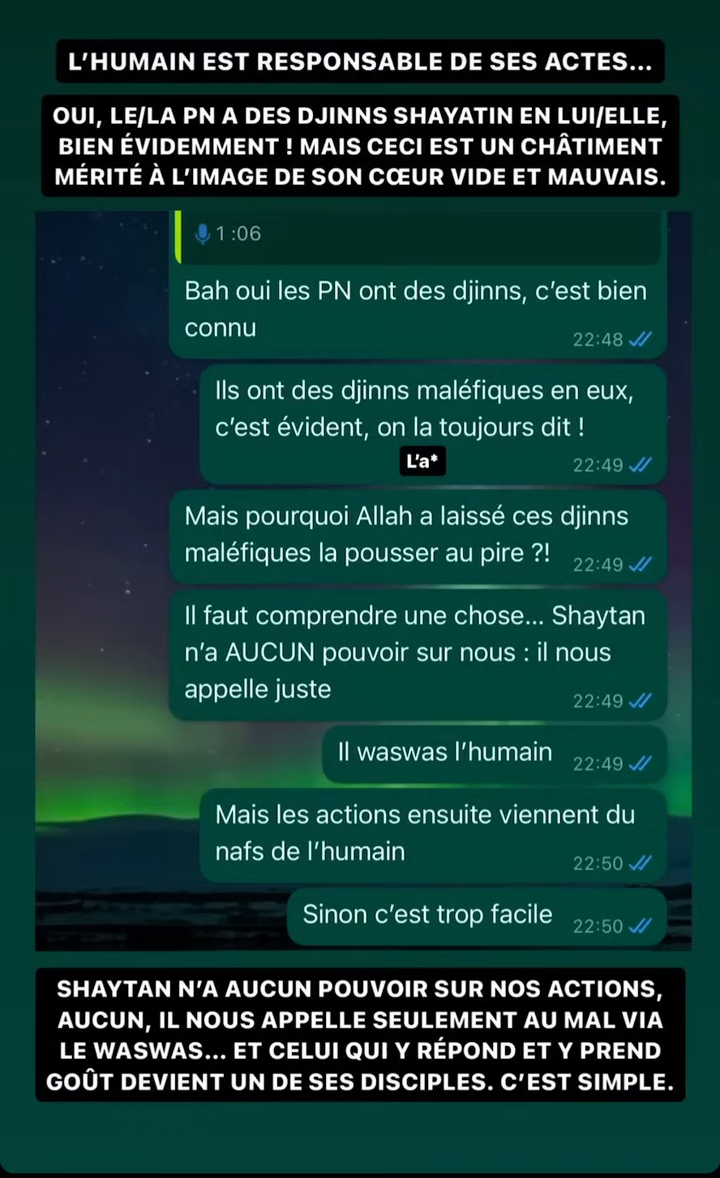 L'HUMAIN EST RESPONSABLE DE SES ACTES...
OUI, LE/LA PN A DES DJINNS SHAYATIN EN LUI/ELLE,
BIEN ÉVIDEMMENT ! MAIS CECI EST UN CHÂTIMENT
MÉRITÉ À L'IMAGE DE SON CŒUR VIDE ET MAUVAIS.
1 :06
Bah oui les PN ont des djinns, c'est bien
connu
22:48
Ils ont des djinns maléfiques en eux,
c'est évident, on la toujours dit !
L'a*
22:49
Mais pourquoi Allah a laissé ces djinns
maléfiques la pousser au pire ?!
22:49
Il faut comprendre une chose... Shaytan
n'a AUCUN pouvoir sur nous : il nous
appelle juste
22:49
Il waswas l'humain
22:49
Mais les actions ensuite viennent du
nafs de l'humain
22:50
Sinon c'est trop facile
22:50
SHAYTAN N'A AUCUN POUVOIR SUR NOS ACTIONS,
AUCUN, IL NOUS APPELLE SEULEMENT AU MAL VIA
LE WASWAS... ET CELUI QUI Y RÉPOND ET Y PREND
GOÛT DEVIENT UN DE SES DISCIPLES. C'EST SIMPLE.